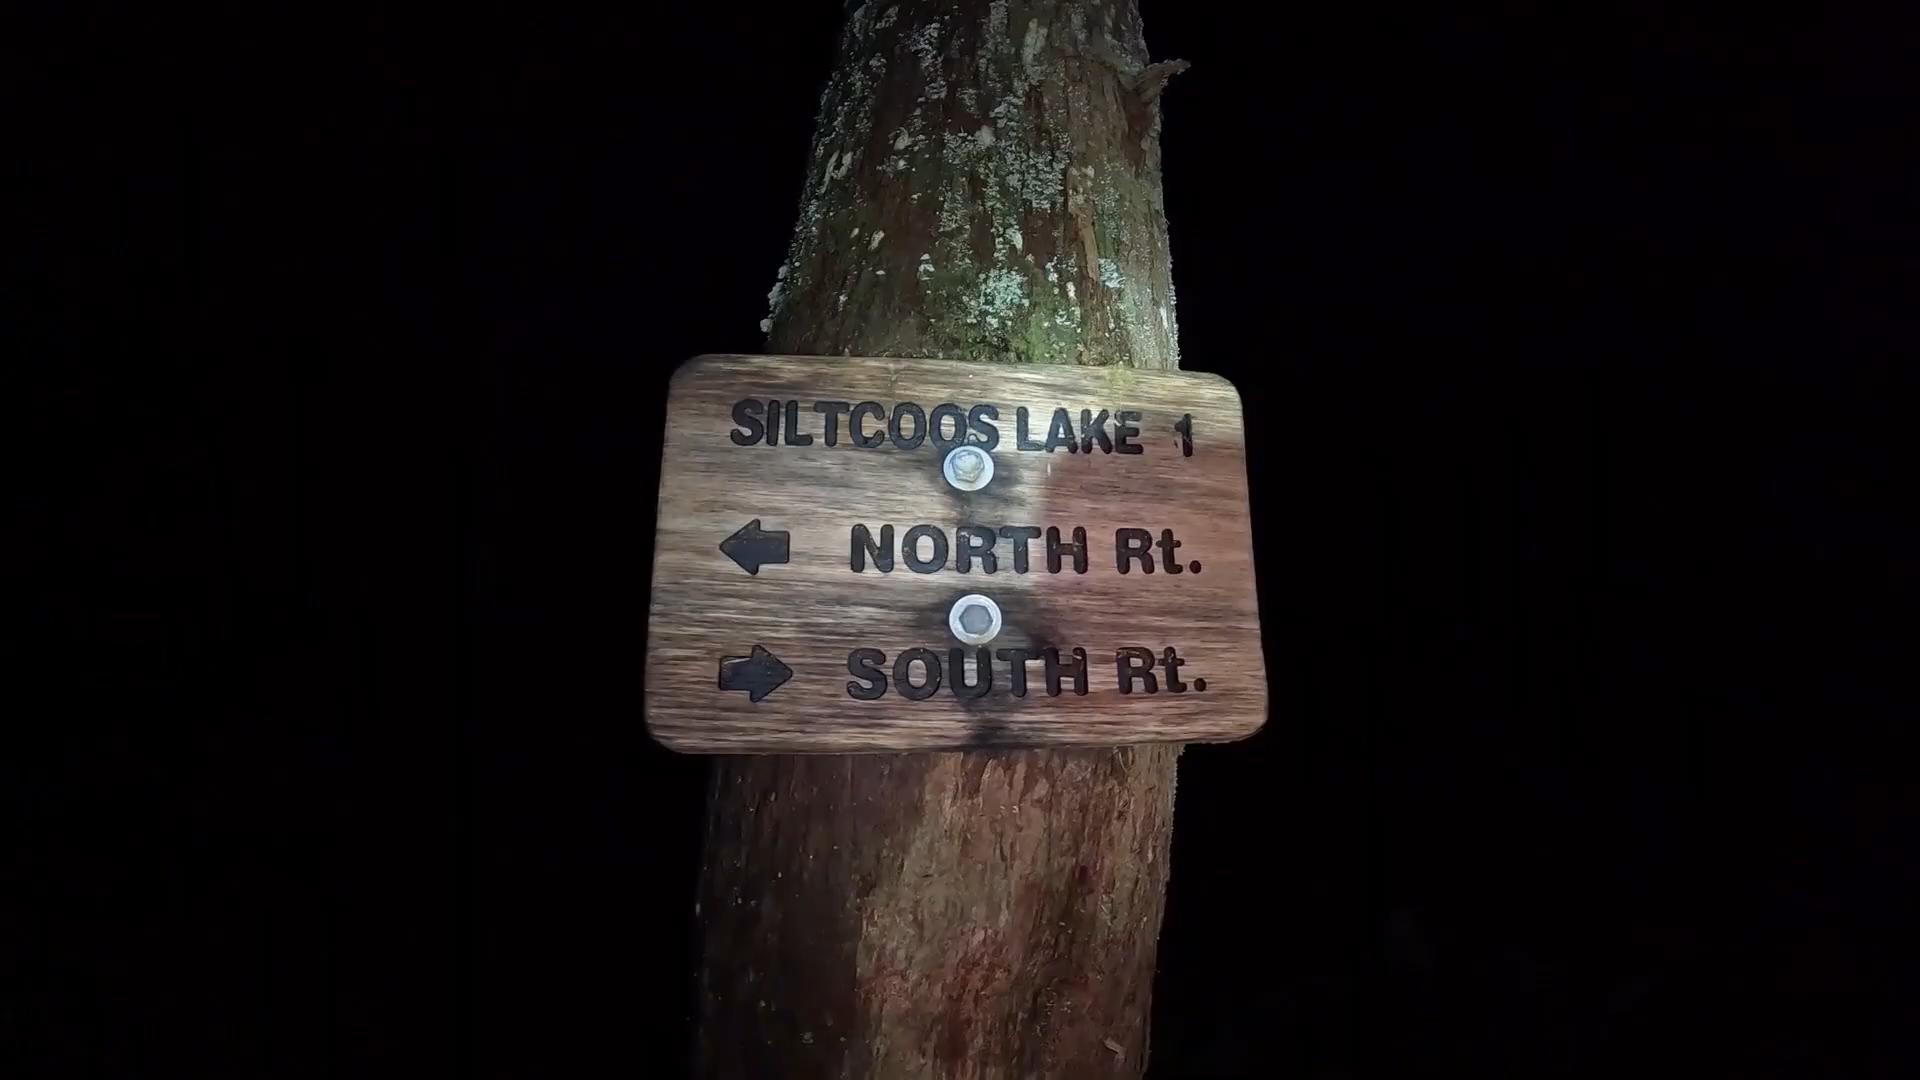 SILTCOOS LAKE 1
← NORTH Rt.
→ SOUTH Rt.